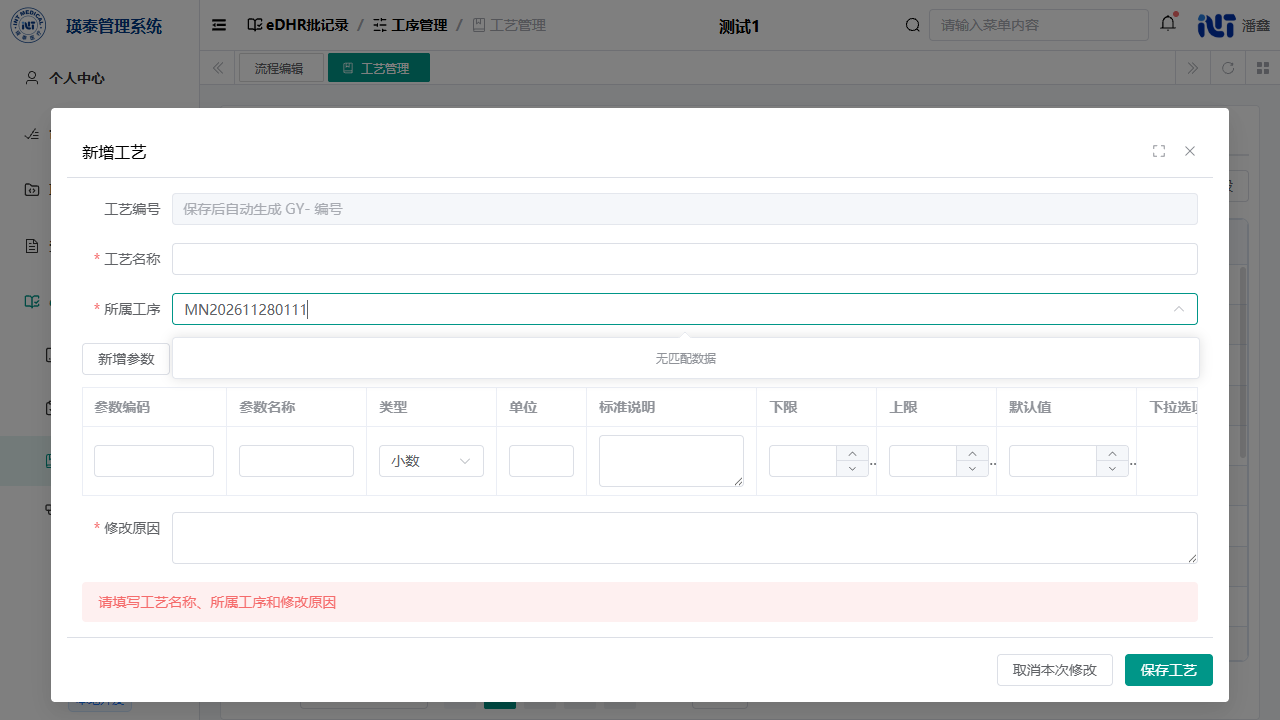 瑛泰管理系统
eDHR批记录 / 工序管理 / 工艺管理
测试1
请输入菜单内容
潘鑫
个人中心
流程编辑
工艺管理
新增工艺
工艺编号
保存后自动生成 GY- 编号
* 工艺名称
* 所属工序
MN202611280111
新增参数
无匹配数据
参数编码 参数名称 类型 单位 标准说明 下限 上限 默认值 下拉选项
小数
* 修改原因
请填写工艺名称、所属工序和修改原因
取消本次修改
保存工艺